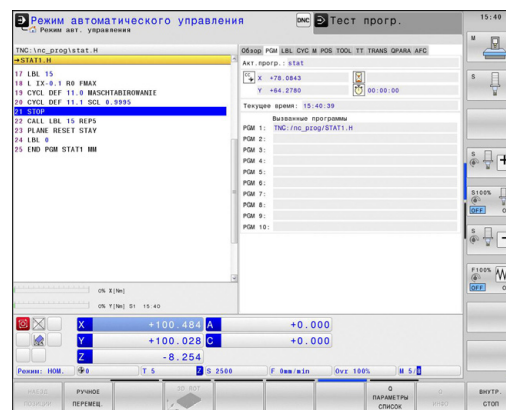 Режим автоматического управления
Режим авт. управления
DNC
Тест прогр.
15:40
TNC:\nc_prog\stat.H
→STAT1.H
17 LBL 15
18 L IX-0.1 R0 FMAX
19 CYCL DEF 11.0 MASCHTABIROWANIE
20 CYCL DEF 11.1 SCL 0.9995
21 STOP
22 CALL LBL 15 REP5
23 PLANE RESET STAY
24 LBL 0
25 END PGM STAT1 MM
0% X[Nm]
0% Y[Nm] S1 15:40
Обзор PGM LBL CYC M POS TOOL TT TRANS QPARA AFC
Акт.прогр.: stat
CC X +78.0843
Y +64.2780
00:00:00
Текущее время: 15:40:39
Вызванные программы
PGM 1: TNC:/nc_prog/STAT1.H
PGM 2:
PGM 3:
PGM 4:
PGM 5:
PGM 6:
PGM 7:
PGM 8:
PGM 9:
PGM 10:
M
S
S
S100%
OFF
S
F100%
OFF
X +100.484 A +0.000
Y +100.028 C +0.000
Z -8.254
Режим: НОМ. 0 T 5 Z S 2500 F 0mm/min Ovr 100% M 5/
РУЧНОЕ ПЕРЕМЕЩ.
3D ROT
Q ПАРАМЕТРЫ СПИСОК
ВНУТР. СТОП